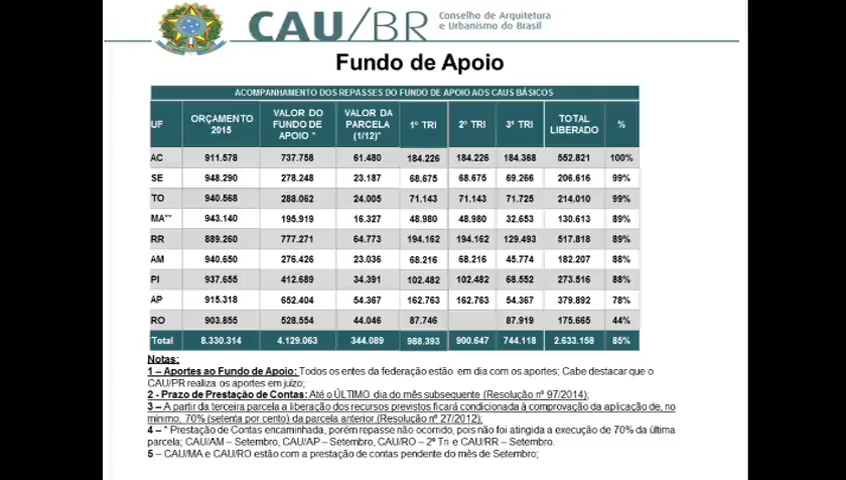 CAU/BR Conselho de Arquitetura
e Urbanismo do Brasil
Fundo de Apoio
ACOMPANHAMENTO DOS REPASSES DO FUNDO DE APOIO AOS CAUS BÁSICOS
UF ORÇAMENTO 2015 VALOR DO FUNDO DE APOIO * VALOR DA PARCELA (1/12)* 1º TRI 2º TRI 3º TRI TOTAL LIBERADO %
AC 911.578 737.758 61.480 184.226 184.226 184.368 552.821 100%
SE 948.290 278.248 23.187 68.675 68.675 69.266 206.616 99%
TO 940.568 288.062 24.005 71.143 71.143 71.725 214.010 99%
MA** 943.140 195.919 16.327 48.980 48.980 32.653 130.613 89%
RR 889.260 777.271 64.773 194.162 194.162 129.493 517.818 89%
AM 940.650 276.426 23.036 68.216 68.216 45.774 182.207 88%
PI 937.655 412.689 34.391 102.482 102.482 68.552 273.516 88%
AP 915.318 652.404 54.367 162.763 162.763 54.367 379.892 78%
RO 903.855 528.554 44.046 87.746 87.919 175.665 44%
Total 8.330.314 4.129.063 344.089 988.393 900.647 744.118 2.633.158 85%
Notas:
1 – Aportes ao Fundo de Apoio: Todos os entes da federação estão em dia com os aportes; Cabe destacar que o
CAU/PR realiza os aportes em juízo;
2 - Prazo de Prestação de Contas: Até o ÚLTIMO dia do mês subsequente (Resolução nº 97/2014);
3 – A partir da terceira parcela a liberação dos recursos previstos ficará condicionada à comprovação da aplicação de, no
mínimo, 70% (setenta por cento) da parcela anterior.(Resolução nº 27/2012);
4 – * Prestação de Contas encaminhada, porém repasse não ocorrido, pois não foi atingida a execução de 70% da última
parcela; CAU/AM – Setembro, CAU/AP – Setembro, CAU/RO – 2º Tri e CAU/RR – Setembro.
5 – CAU/MA e CAU/RO estão com a prestação de contas pendente do mês de Setembro;